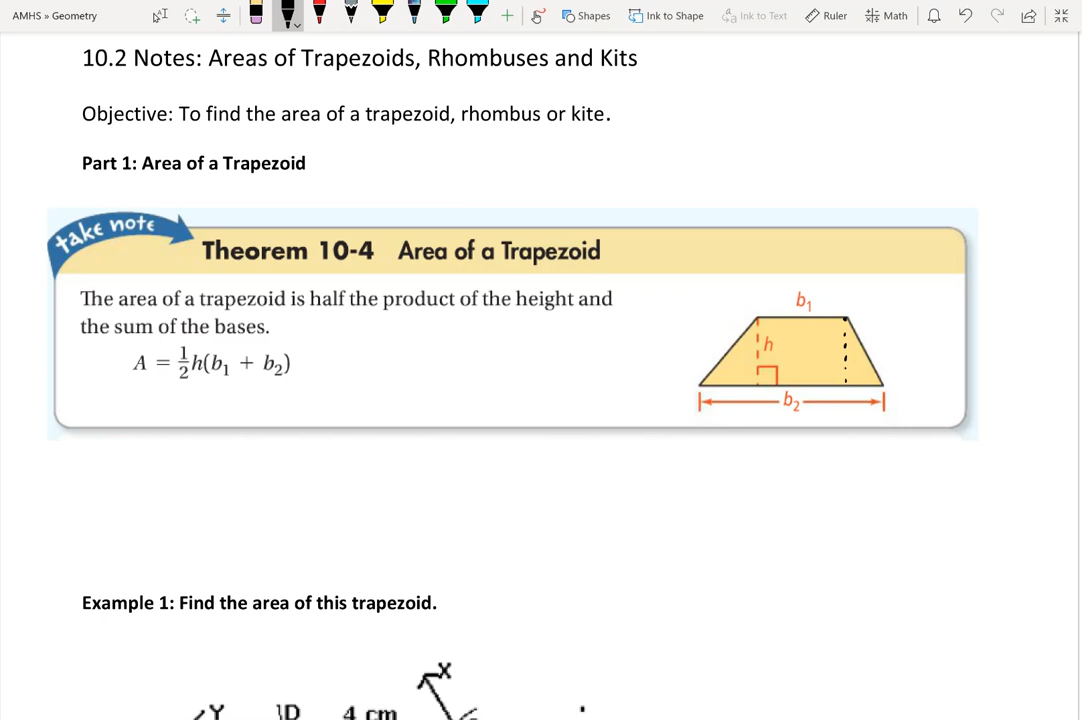 AMHS » Geometry
Shapes
Ink to Shape
Ink to Text
Ruler
Math
10.2 Notes: Areas of Trapezoids, Rhombuses and Kits
Objective: To find the area of a trapezoid, rhombus or kite.
Part 1: Area of a Trapezoid
take note
Theorem 10-4 Area of a Trapezoid
The area of a trapezoid is half the product of the height and
the sum of the bases.
A = 1/2 h(b₁ + b₂)
b₁
h
b₂
Example 1: Find the area of this trapezoid.
X
Y
D
4 cm